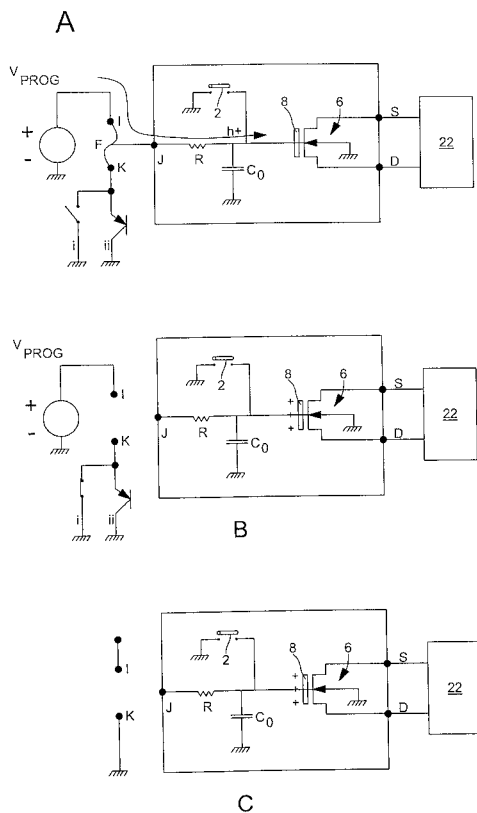 A
V PROG
2
8
6
S
I
h+
22
+
F
-
J
R
C0
D
K
i
ii
V PROG
2
8
6
S
I
+
22
+
-
K
J
R
C0
+
D
i
ii
B
2
8
6
S
I
+
22
+
J
R
C0
+
D
K
C